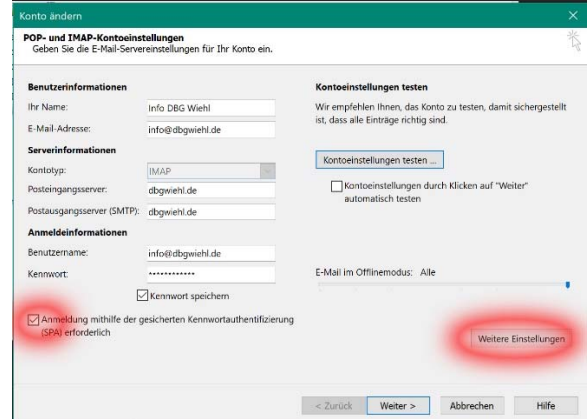 Konto ändern
POP- und IMAP-Kontoeinstellungen
Geben Sie die E-Mail-Servereinstellungen für Ihr Konto ein.
Benutzerinformationen
Ihr Name: Info DBG Wiehl
E-Mail-Adresse: info@dbgwiehl.de
Serverinformationen
Kontotyp: IMAP
Posteingangsserver: dbgwiehl.de
Postausgangsserver (SMTP): dbgwiehl.de
Anmeldeinformationen
Benutzername: info@dbgwiehl.de
Kennwort: ************
Kennwort speichern
Anmeldung mithilfe der gesicherten Kennwortauthentifizierung
(SPA) erforderlich
Kontoeinstellungen testen
Wir empfehlen Ihnen, das Konto zu testen, damit sichergestellt
ist, dass alle Einträge richtig sind.
Kontoeinstellungen testen ...
Kontoeinstellungen durch Klicken auf "Weiter"
automatisch testen
E-Mail im Offlinemodus: Alle
Weitere Einstellungen
< Zurück Weiter > Abbrechen Hilfe